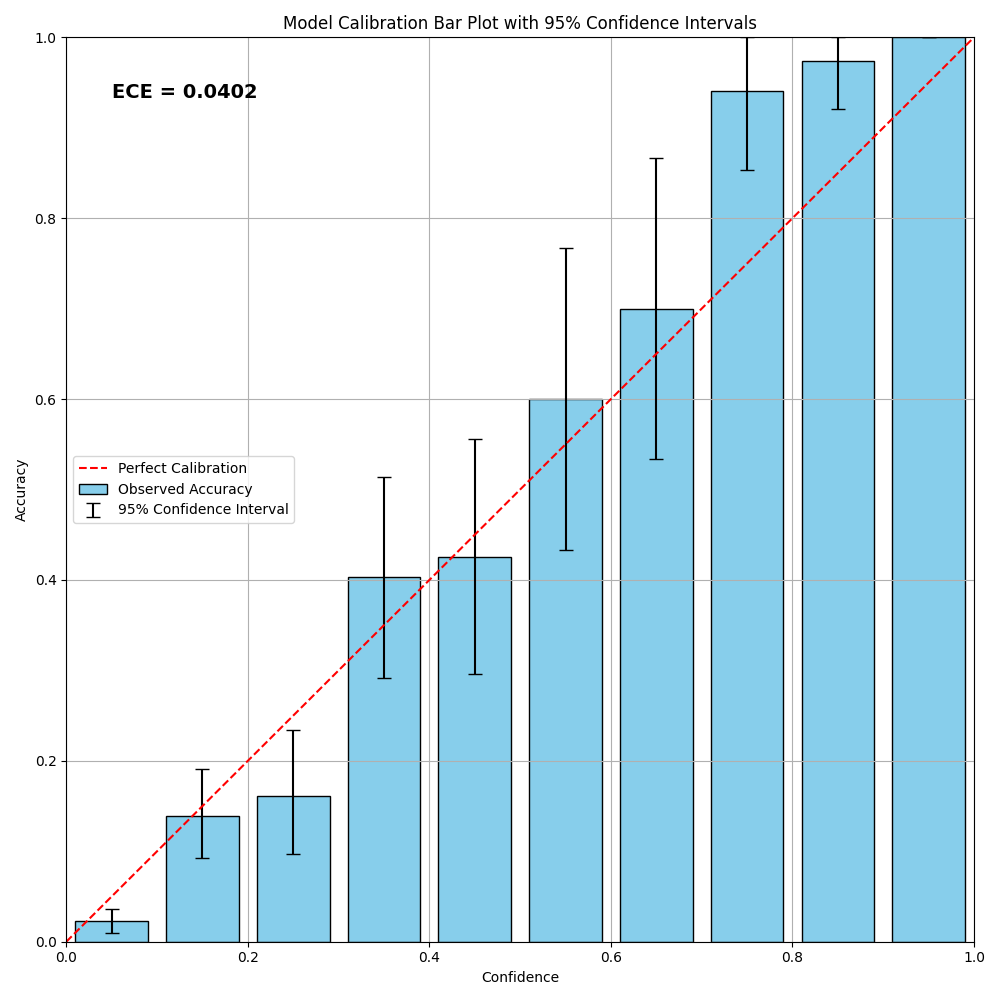 Model Calibration Bar Plot with 95% Confidence Intervals
ECE = 0.0402
Accuracy
1.0
0.8
0.6
0.4
0.2
0.0
Perfect Calibration
Observed Accuracy
95% Confidence Interval
0.0 0.2 0.4 0.6 0.8 1.0
Confidence